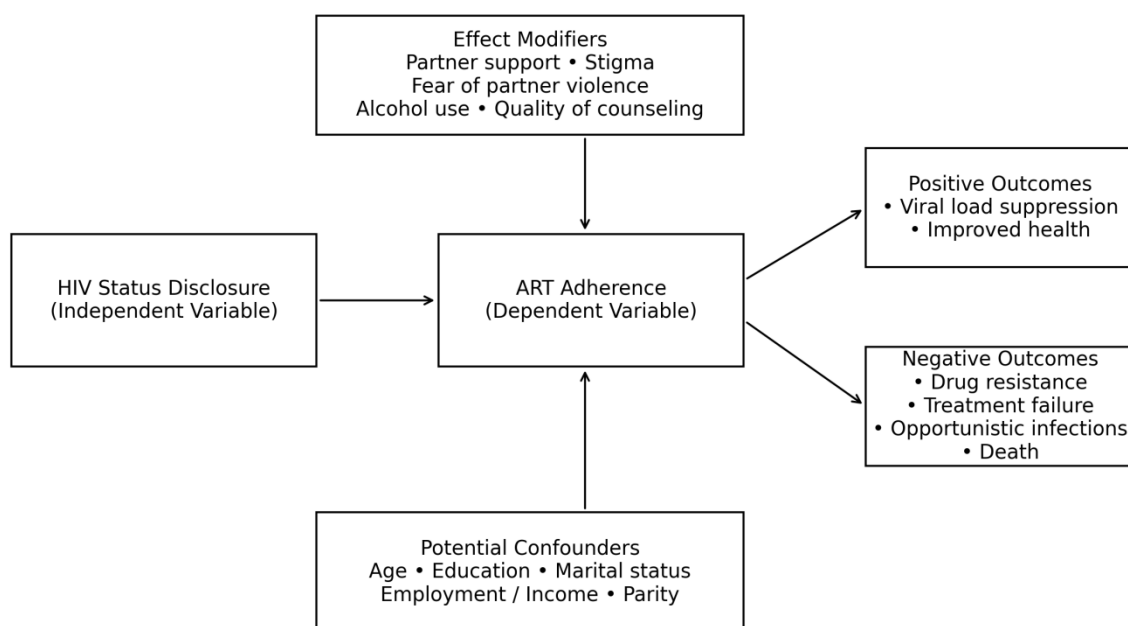 Effect Modifiers
Partner support • Stigma
Fear of partner violence
Alcohol use • Quality of counseling
Positive Outcomes
• Viral load suppression
• Improved health
HIV Status Disclosure
(Independent Variable)
ART Adherence
(Dependent Variable)
Negative Outcomes
• Drug resistance
• Treatment failure
• Opportunistic infections
• Death
Potential Confounders
Age • Education • Marital status
Employment / Income • Parity